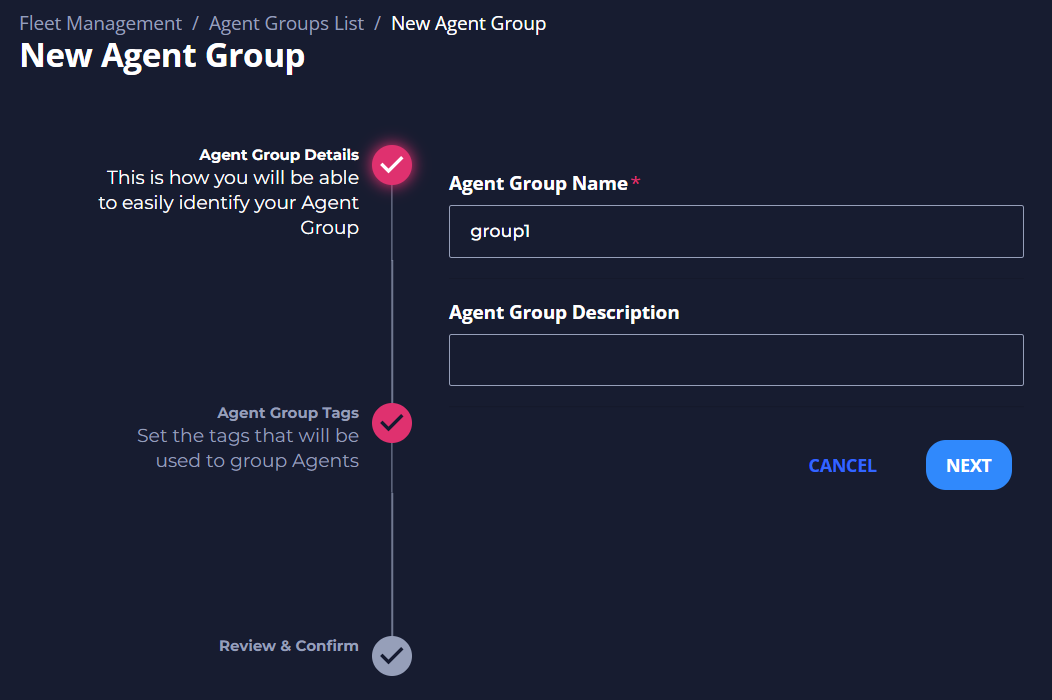 Fleet Management / Agent Groups List / New Agent Group
New Agent Group
Agent Group Details
This is how you will be able
to easily identify your Agent
Group
Agent Group Name*
group1
Agent Group Description
Agent Group Tags
Set the tags that will be
used to group Agents
CANCEL
NEXT
Review & Confirm